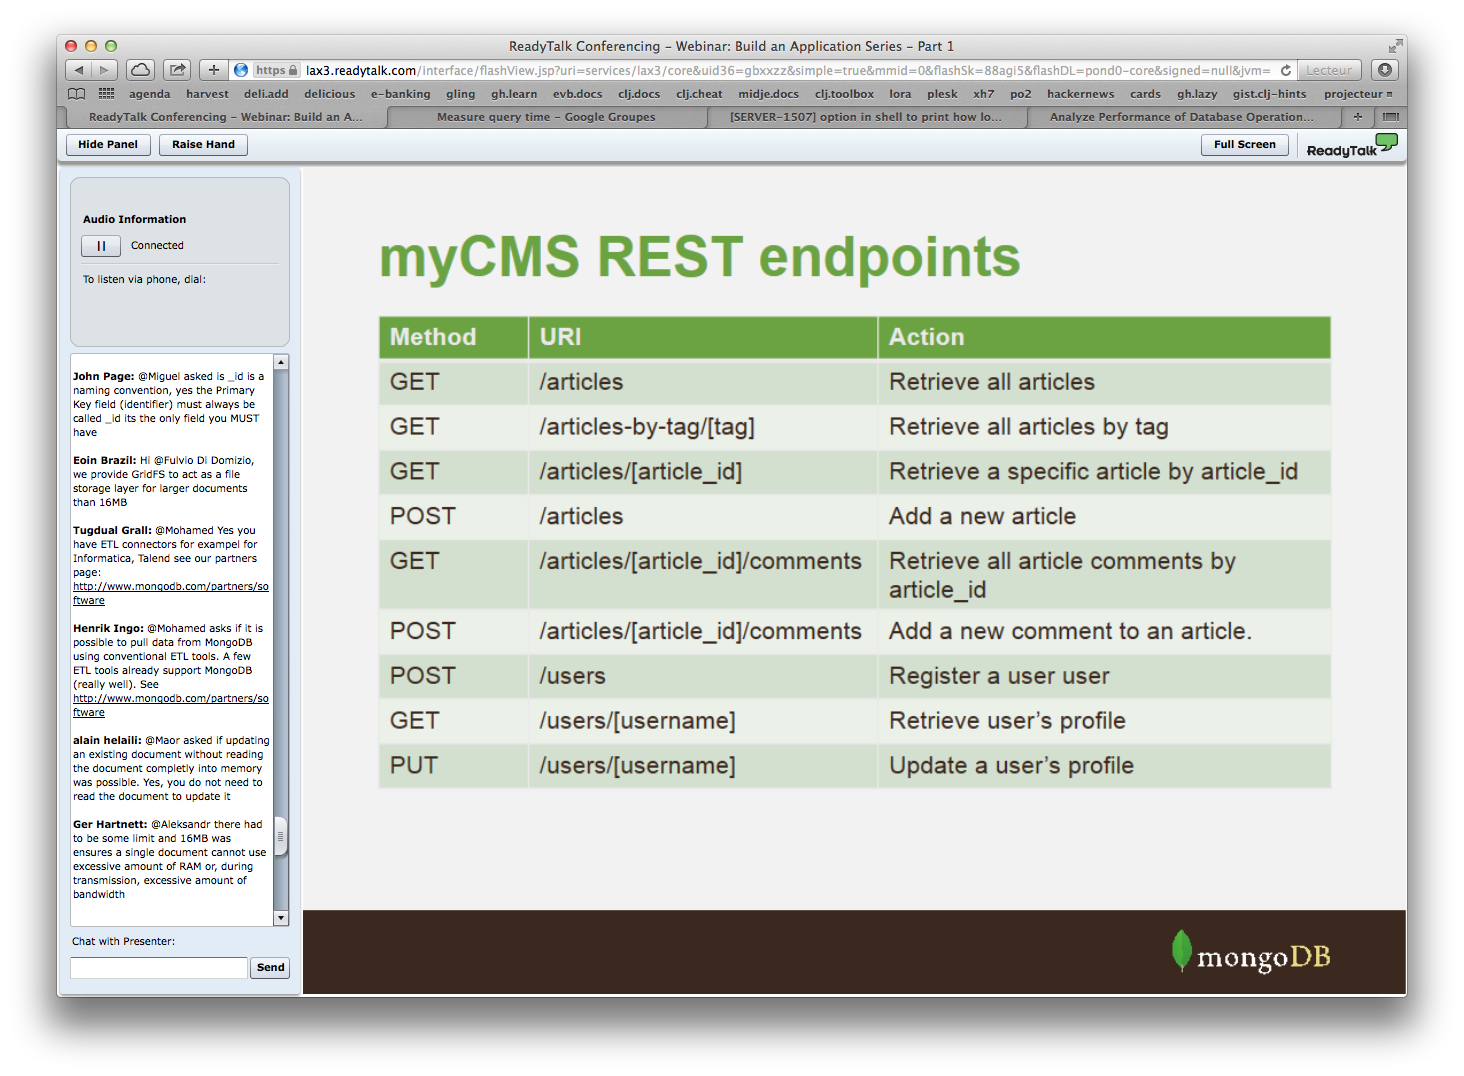 ReadyTalk Conferencing – Webinar: Build an Application Series – Part 1
https lax3.readytalk.com/interface/flashView.jsp?uri=services/lax3/core&uid36=gbxxzz&simple=true&mmid=0&flashSk=88agi5&flashDL=pond0-core&signed=null&jvm= Lecteur
agenda harvest deli.add delicious e-banking gling gh.learn evb.docs clj.docs clj.cheat midje.docs clj.toolbox lora plesk xh7 po2 hackernews cards gh.lazy gist.clj-hints projecteur
ReadyTalk Conferencing – Webinar: Build an A... Measure query time – Google Groupes [SERVER-1507] option in shell to print how lo... Analyze Performance of Database Operation...
Hide Panel Raise Hand Full Screen ReadyTalk
Audio Information
Connected
To listen via phone, dial:
John Page: @Miguel asked is _id is a
naming convention, yes the Primary
Key field (identifier) must always be
called _id its the only field you MUST
have
Eoin Brazil: Hi @Fulvio Di Domizio,
we provide GridFS to act as a file
storage layer for larger documents
than 16MB
Tugdual Grall: @Mohamed Yes you
have ETL connectors for exampel for
Informatica, Talend see our partners
page:
http://www.mongodb.com/partners/so
ftware
Henrik Ingo: @Mohamed asks if it is
possible to pull data from MongoDB
using conventional ETL tools. A few
ETL tools already support MongoDB
(really well). See
http://www.mongodb.com/partners/so
ftware
alain helaili: @Maor asked if updating
an existing document without reading
the document completly into memory
was possible. Yes, you do not need to
read the document to update it
Ger Hartnett: @Aleksandr there had
to be some limit and 16MB was
ensures a single document cannot use
excessive amount of RAM or, during
transmission, excessive amount of
bandwidth
Chat with Presenter:
Send
myCMS REST endpoints
Method URI Action
GET /articles Retrieve all articles
GET /articles-by-tag/[tag] Retrieve all articles by tag
GET /articles/[article_id] Retrieve a specific article by article_id
POST /articles Add a new article
GET /articles/[article_id]/comments Retrieve all article comments by
article_id
POST /articles/[article_id]/comments Add a new comment to an article.
POST /users Register a user user
GET /users/[username] Retrieve user’s profile
PUT /users/[username] Update a user’s profile
mongoDB